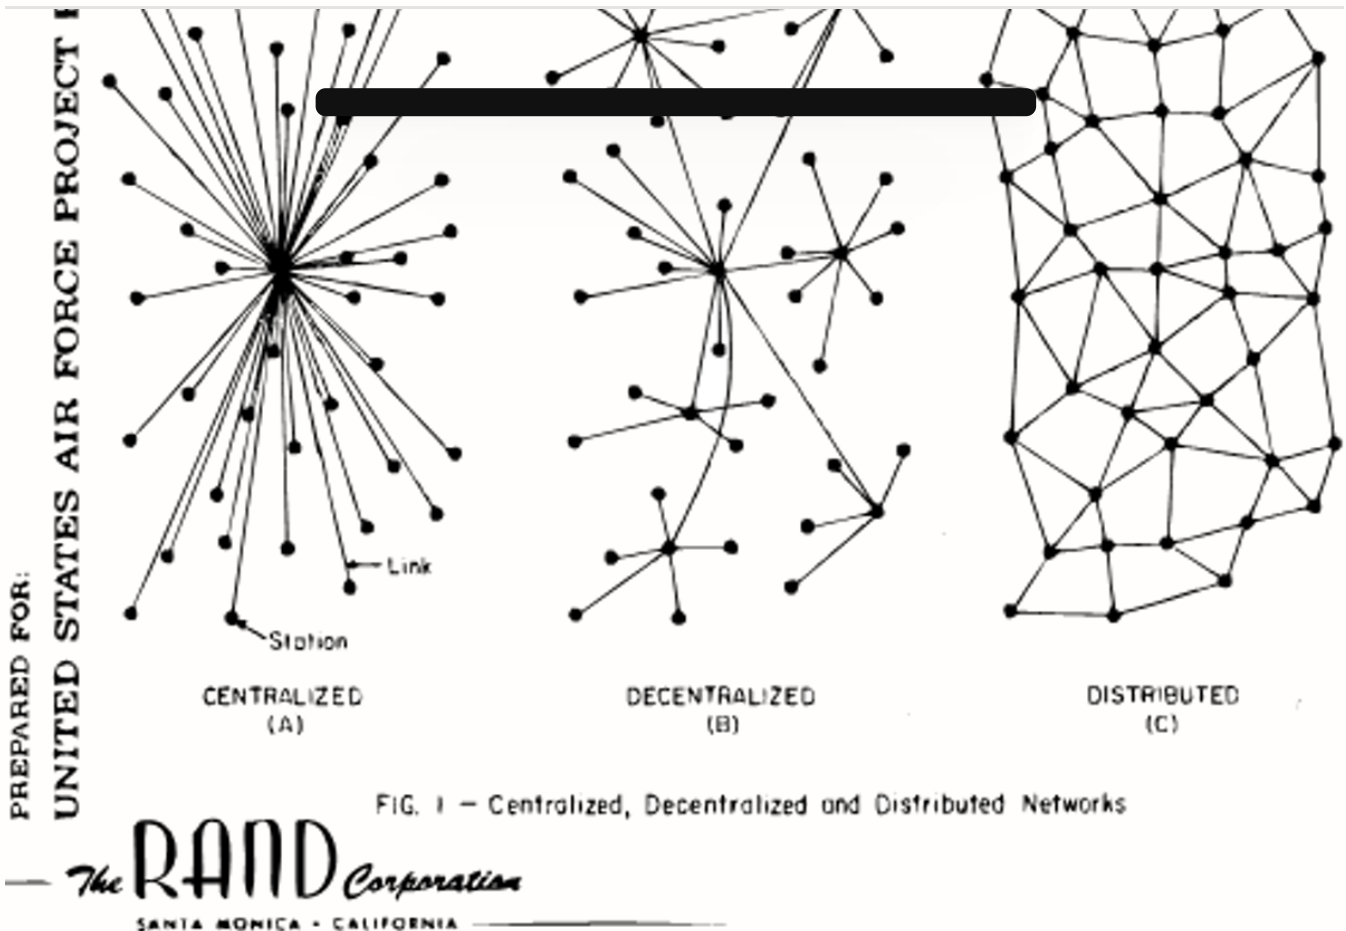 PREPARED FOR:
UNITED STATES AIR FORCE PROJECT
Link
Station
CENTRALIZED
(A)
DECENTRALIZED
(B)
DISTRIBUTED
(C)
FIG. 1 — Centralized, Decentralized and Distributed Networks
The RAND Corporation
SANTA MONICA • CALIFORNIA